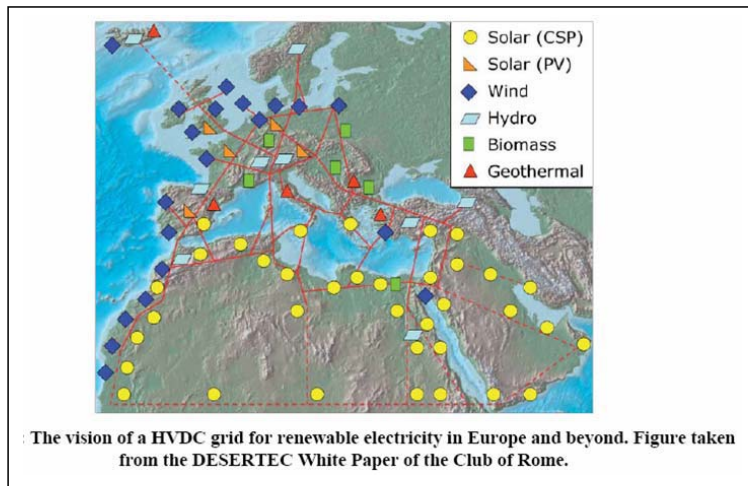 Solar (CSP)
Solar (PV)
Wind
Hydro
Biomass
Geothermal
: The vision of a HVDC grid for renewable electricity in Europe and beyond. Figure taken
from the DESERTEC White Paper of the Club of Rome.